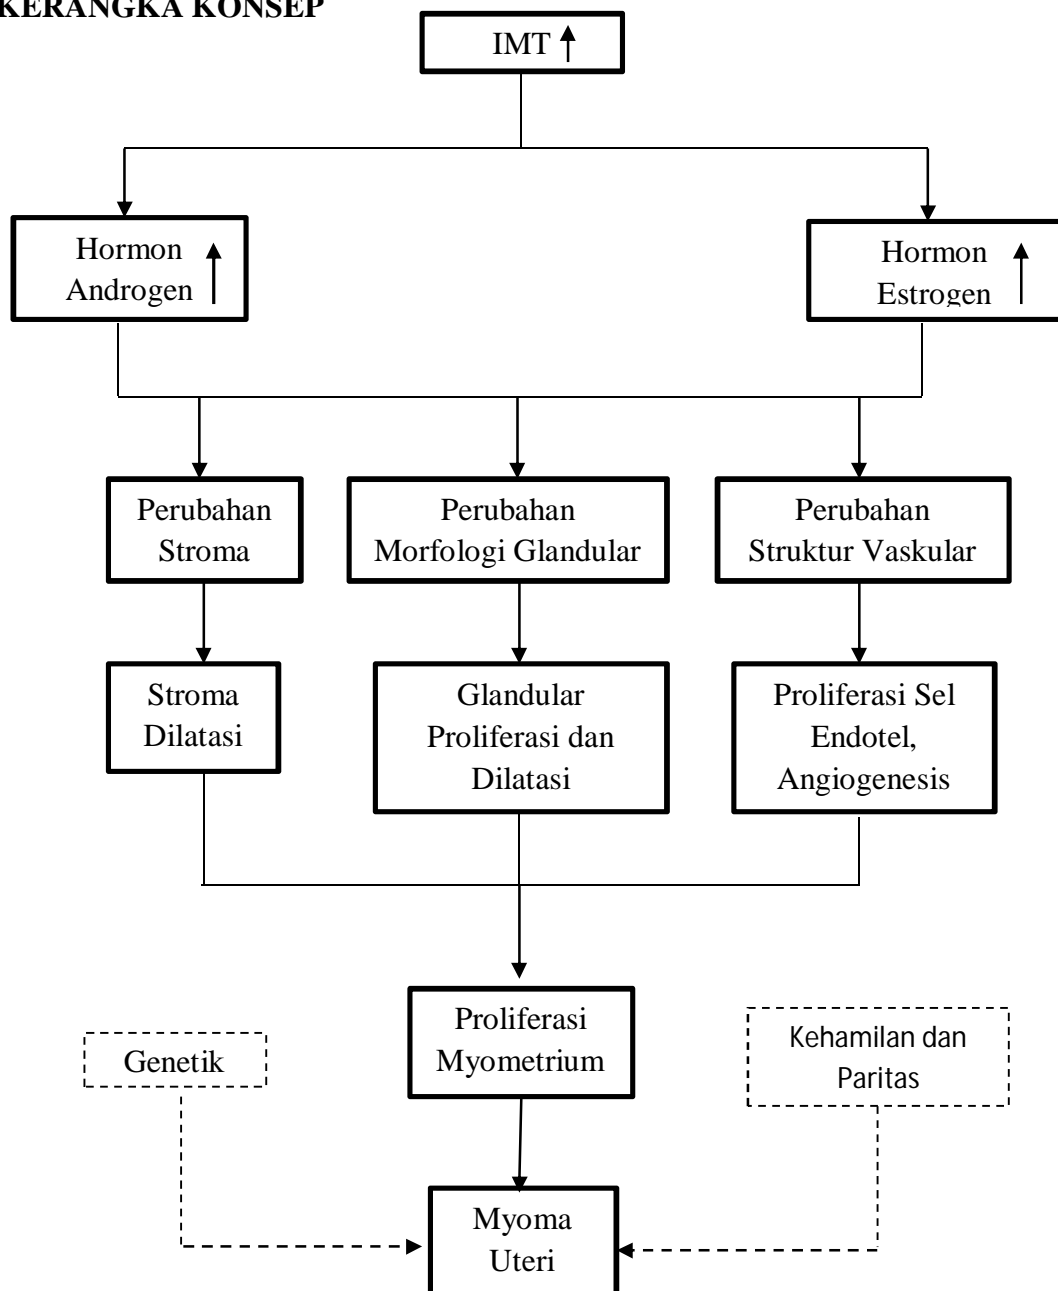 KERANGKA KONSEP
IMT
Hormon
Androgen
Hormon
Estrogen
Perubahan
Stroma
Perubahan
Morfologi Glandular
Perubahan
Struktur Vaskular
Stroma
Dilatasi
Glandular
Proliferasi dan
Dilatasi
Proliferasi Sel
Endotel,
Angiogenesis
Proliferasi
Myometrium
Genetik
Kehamilan dan
Paritas
Myoma
Uteri